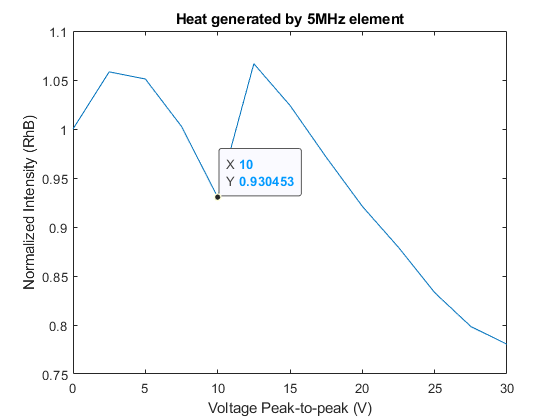 Heat generated by 5MHz element
Normalized Intensity (RhB)
1.1
1.05
1
0.95
0.9
0.85
0.8
0.75
X 10
Y 0.930453
0 5 10 15 20 25 30
Voltage Peak-to-peak (V)